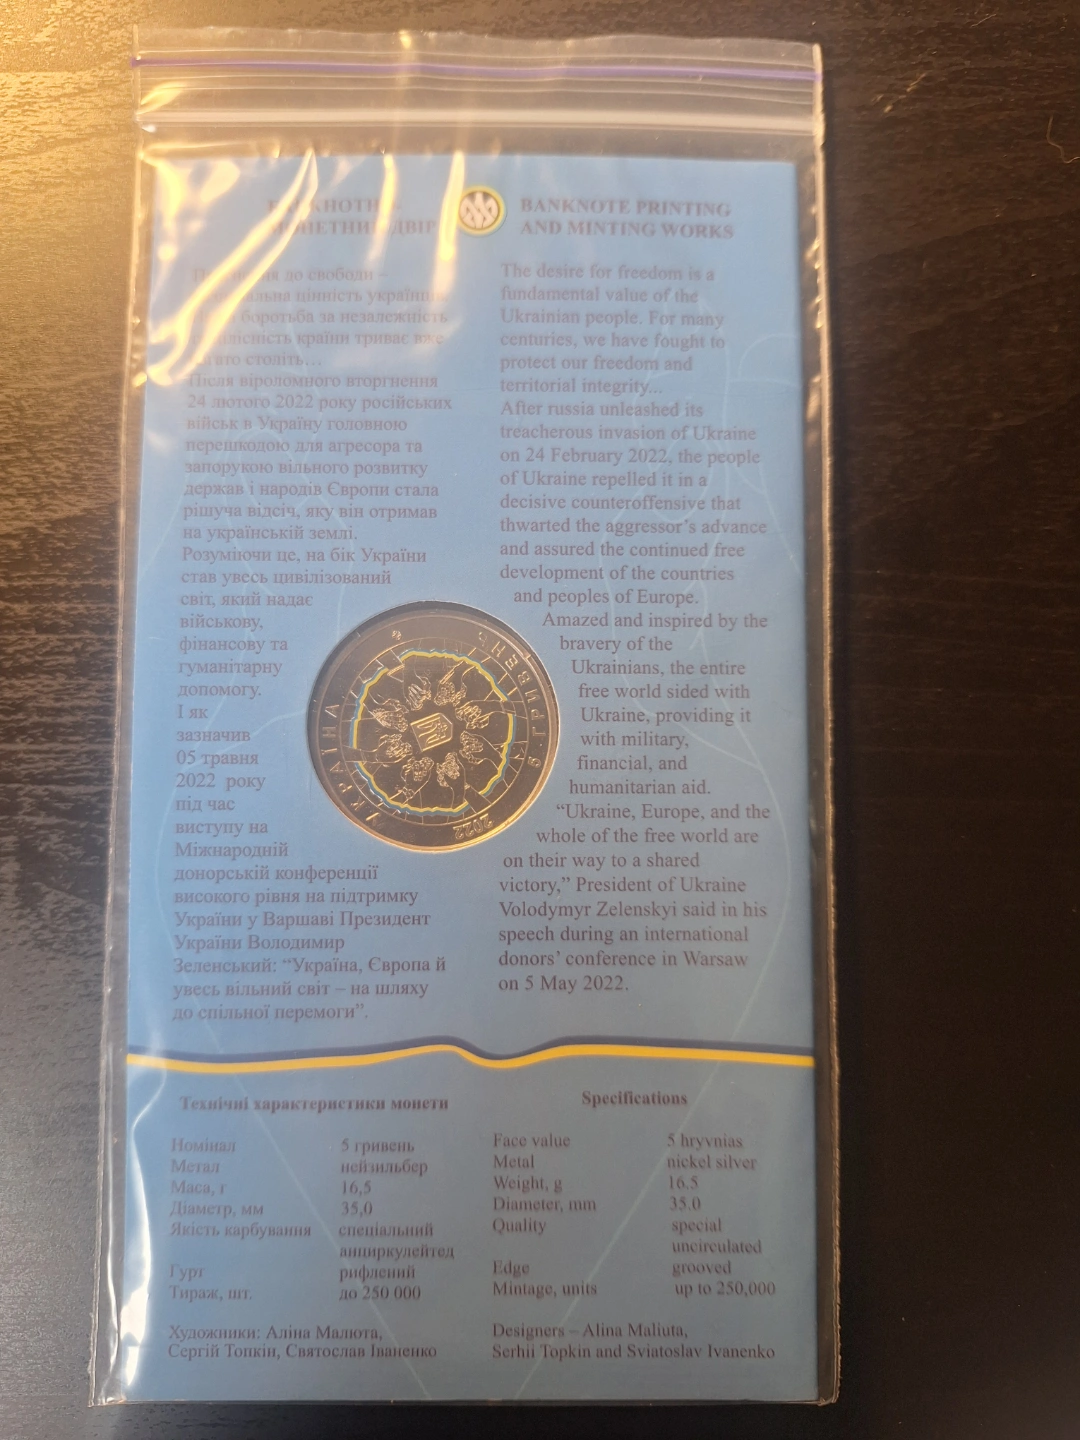 МОНЕТНИЙ ДВІР
BANKNOTE PRINTING
AND MINTING WORKS
до свободи –
цінність українців
боротьба за незалежність
цілісність країни триває вже
століть...
Після віроломного вторгнення
24 лютого 2022 року російських
військ в Україну головною
перешкодою для агресора та
запорукою вільного розвитку
держав і народів Європи стала
рішуча відсіч, яку він отримав
на українській землі.
Розуміючи це, на бік України
став увесь цивілізований
світ, який надає
військову,
фінансову та
гуманітарну
допомогу.
І як
зазначив
05 травня
2022 року
під час
виступу на
Міжнародній
донорській конференції
високого рівня на підтримку
України у Варшаві Президент
України Володимир
Зеленський: “Україна, Європа й
увесь вільний світ – на шляху
до спільної перемоги”.
The desire for freedom is a
fundamental value of the
Ukrainian people. For many
centuries, we have fought to
protect our freedom and
territorial integrity...
After russia unleashed its
treacherous invasion of Ukraine
on 24 February 2022, the people
of Ukraine repelled it in a
decisive counteroffensive that
thwarted the aggressor’s advance
and assured the continued free
development of the countries
and peoples of Europe.
Amazed and inspired by the
bravery of the
Ukrainians, the entire
free world sided with
Ukraine, providing it
with military,
financial, and
humanitarian aid.
“Ukraine, Europe, and the
whole of the free world are
on their way to a shared
victory,” President of Ukraine
Volodymyr Zelenskyi said in his
speech during an international
donors’ conference in Warsaw
on 5 May 2022.
УКРАЇНА
5 ГРИВЕНЬ
2022
Технічні характеристики монети
Номінал 5 гривень
Метал нейзильбер
Маса, г 16,5
Діаметр, мм 35,0
Якість карбування спеціальний
анциркулейтед
Гурт рифлений
Тираж, шт. до 250 000
Художники: Аліна Малюта,
Сергій Топкін, Святослав Іваненко
Specifications
Face value 5 hryvnias
Metal nickel silver
Weight, g 16.5
Diameter, mm 35.0
Quality special
uncirculated
Edge grooved
Mintage, units up to 250,000
Designers – Alina Maliuta,
Serhii Topkin and Sviatoslav Ivanenko